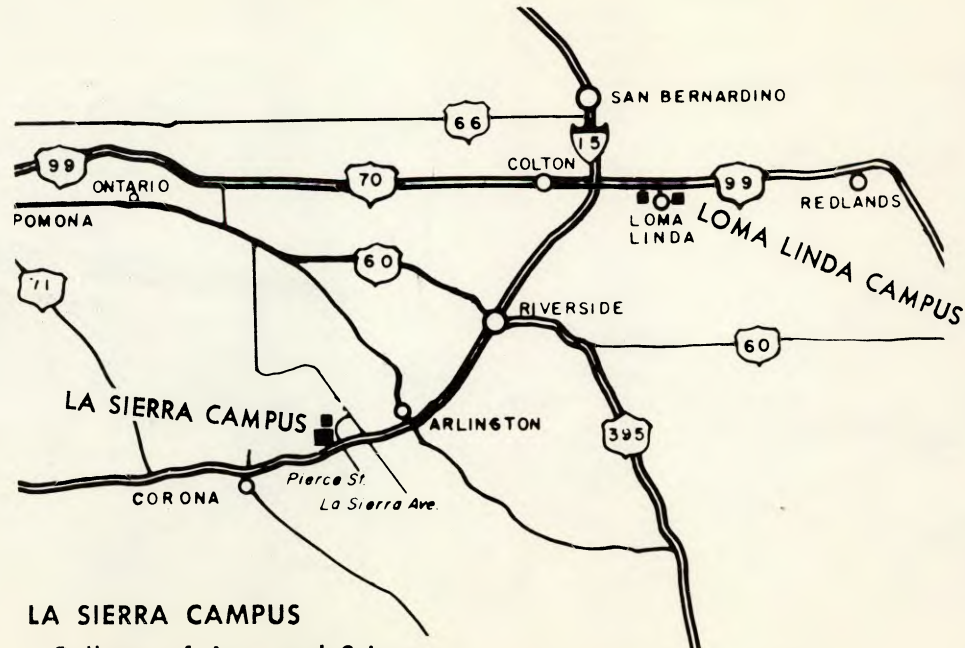 SAN BERNARDINO
66
15
99
COLTON
70
99
ONTARIO
REDLANDS
POMONA
LOMA
LINDA
LOMA LINDA CAMPUS
60
71
RIVERSIDE
60
LA SIERRA CAMPUS
ARLINGTON
395
Pierce St.
La Sierra Ave.
CORONA
LA SIERRA CAMPUS